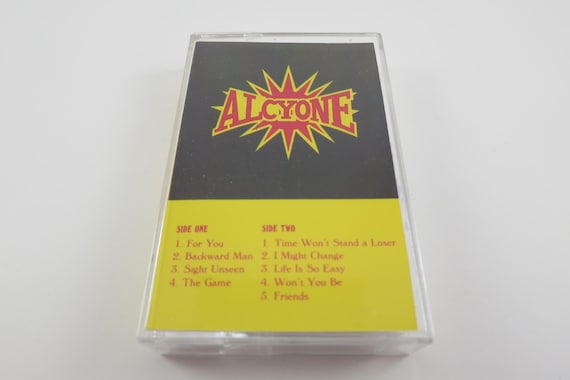 ALCYONE
SIDE ONE
1. For You
2. Backward Man
3. Sight Unseen
4. The Game
SIDE TWO
1. Time Won't Stand a Loser
2. I Might Change
3. Life Is So Easy
4. Won't You Be
5. Friends